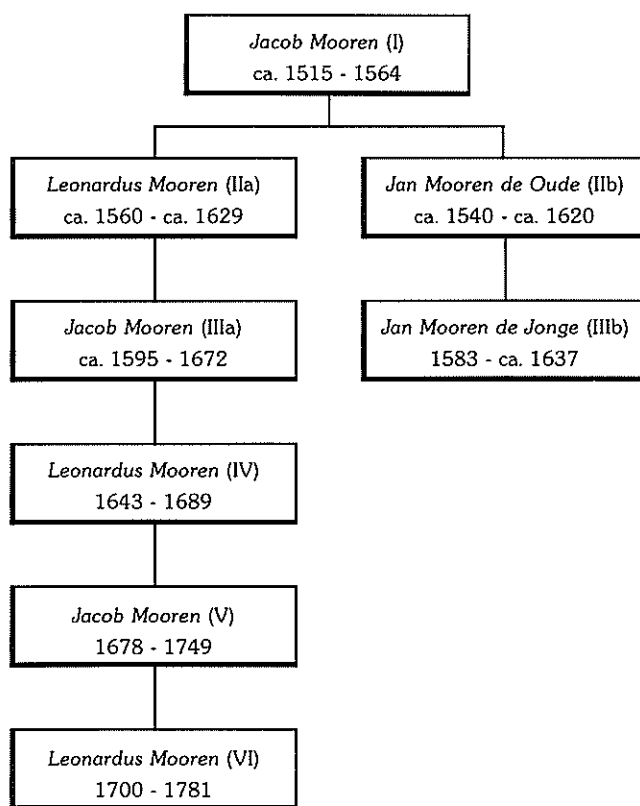 Jacob Mooren (I)
ca. 1515 - 1564
Leonardus Mooren (IIa)
ca. 1560 - ca. 1629
Jan Mooren de Oude (IIb)
ca. 1540 - ca. 1620
Jacob Mooren (IIIa)
ca. 1595 - 1672
Jan Mooren de Jonge (IIIb)
1583 - ca. 1637
Leonardus Mooren (IV)
1643 - 1689
Jacob Mooren (V)
1678 - 1749
Leonardus Mooren (VI)
1700 - 1781